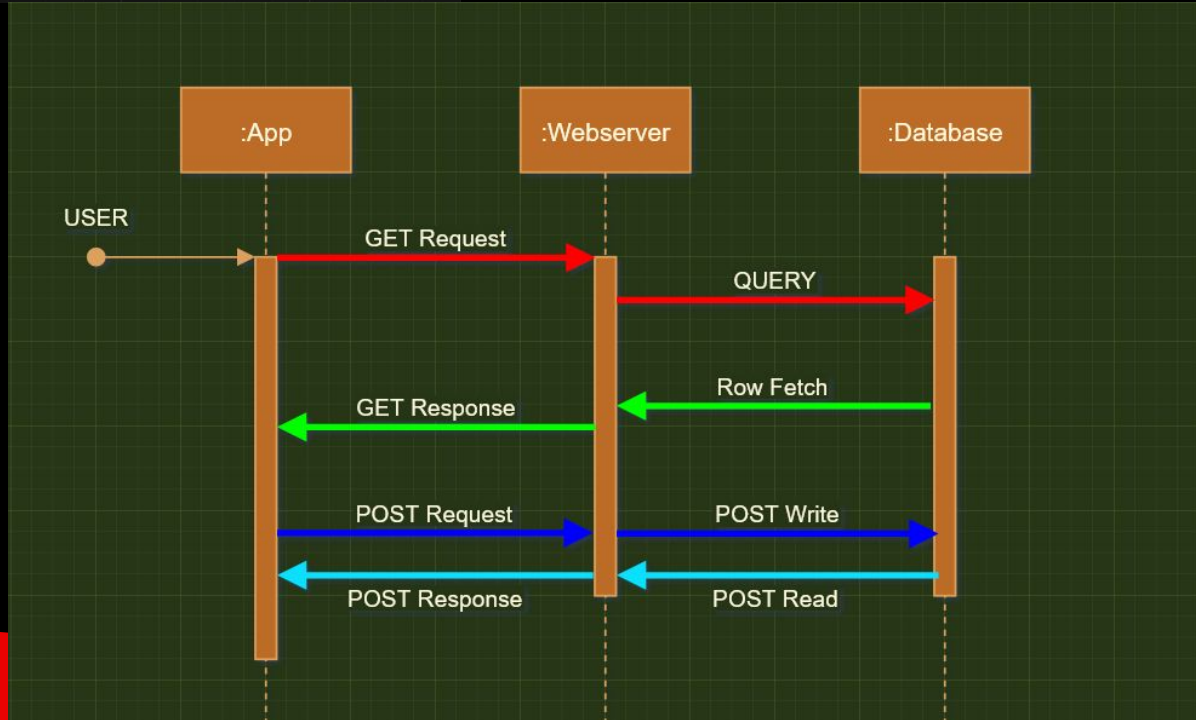 :App
:Webserver
:Database
USER
GET Request
QUERY
Row Fetch
GET Response
POST Request
POST Write
POST Response
POST Read